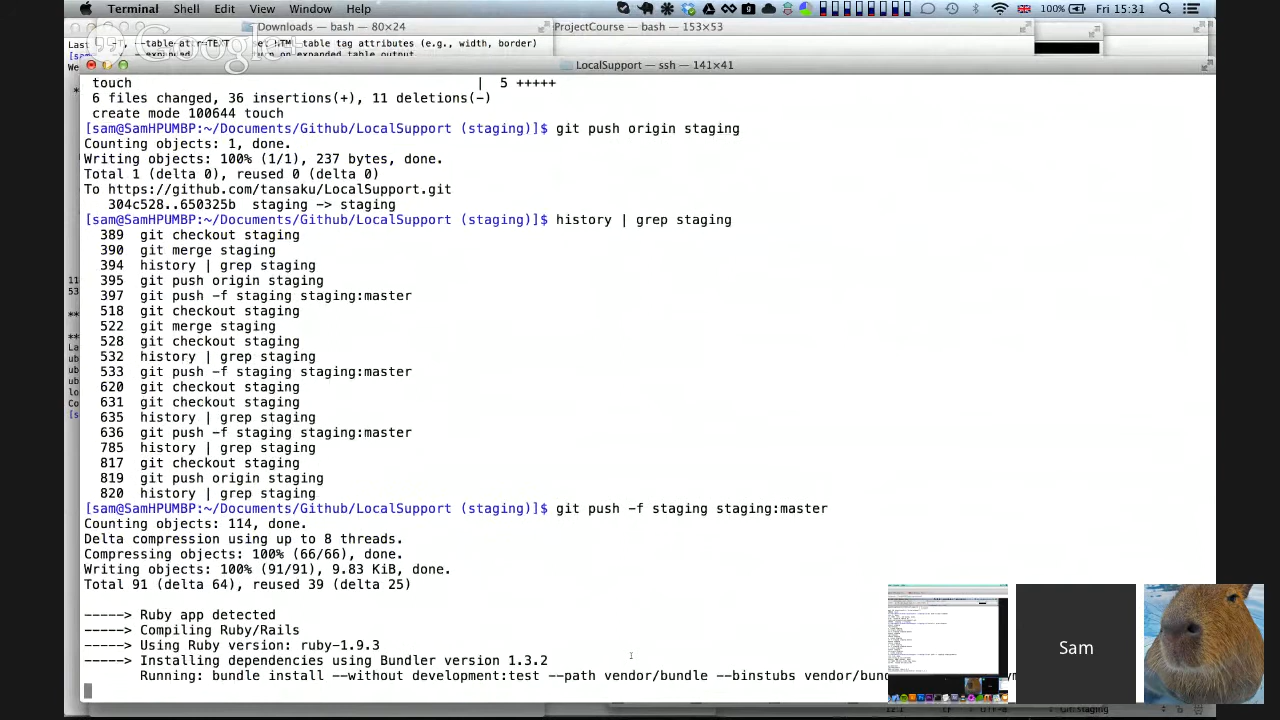 Terminal Shell Edit View Window Help 100% Fri 15:31
Downloads — bash — 80×24
ProjectCourse — bash — 153×53
Google+
LocalSupport — ssh — 141×41
touch | 5 +++++
6 files changed, 36 insertions(+), 11 deletions(-)
create mode 100644 touch
[sam@SamHPUMBP:~/Documents/Github/LocalSupport (staging)]$ git push origin staging
Counting objects: 1, done.
Writing objects: 100% (1/1), 237 bytes, done.
Total 1 (delta 0), reused 0 (delta 0)
To https://github.com/tansaku/LocalSupport.git
304c528..650325b staging -> staging
[sam@SamHPUMBP:~/Documents/Github/LocalSupport (staging)]$ history | grep staging
389 git checkout staging
390 git merge staging
394 history | grep staging
395 git push origin staging
397 git push -f staging staging:master
518 git checkout staging
522 git merge staging
528 git checkout staging
532 history | grep staging
533 git push -f staging staging:master
620 git checkout staging
631 git checkout staging
635 history | grep staging
636 git push -f staging staging:master
785 history | grep staging
817 git checkout staging
819 git push origin staging
820 history | grep staging
[sam@SamHPUMBP:~/Documents/Github/LocalSupport (staging)]$ git push -f staging staging:master
Counting objects: 114, done.
Delta compression using up to 8 threads.
Compressing objects: 100% (66/66), done.
Writing objects: 100% (91/91), 9.83 KiB, done.
Total 91 (delta 64), reused 39 (delta 25)
-----> Ruby app detected
-----> Compiling Ruby/Rails
-----> Using Ruby version: ruby-1.9.3
-----> Installing dependencies using Bundler version 1.3.2
Running: bundle install --without development:test --path vendor/bundle --binstubs vendor/bund
Sam